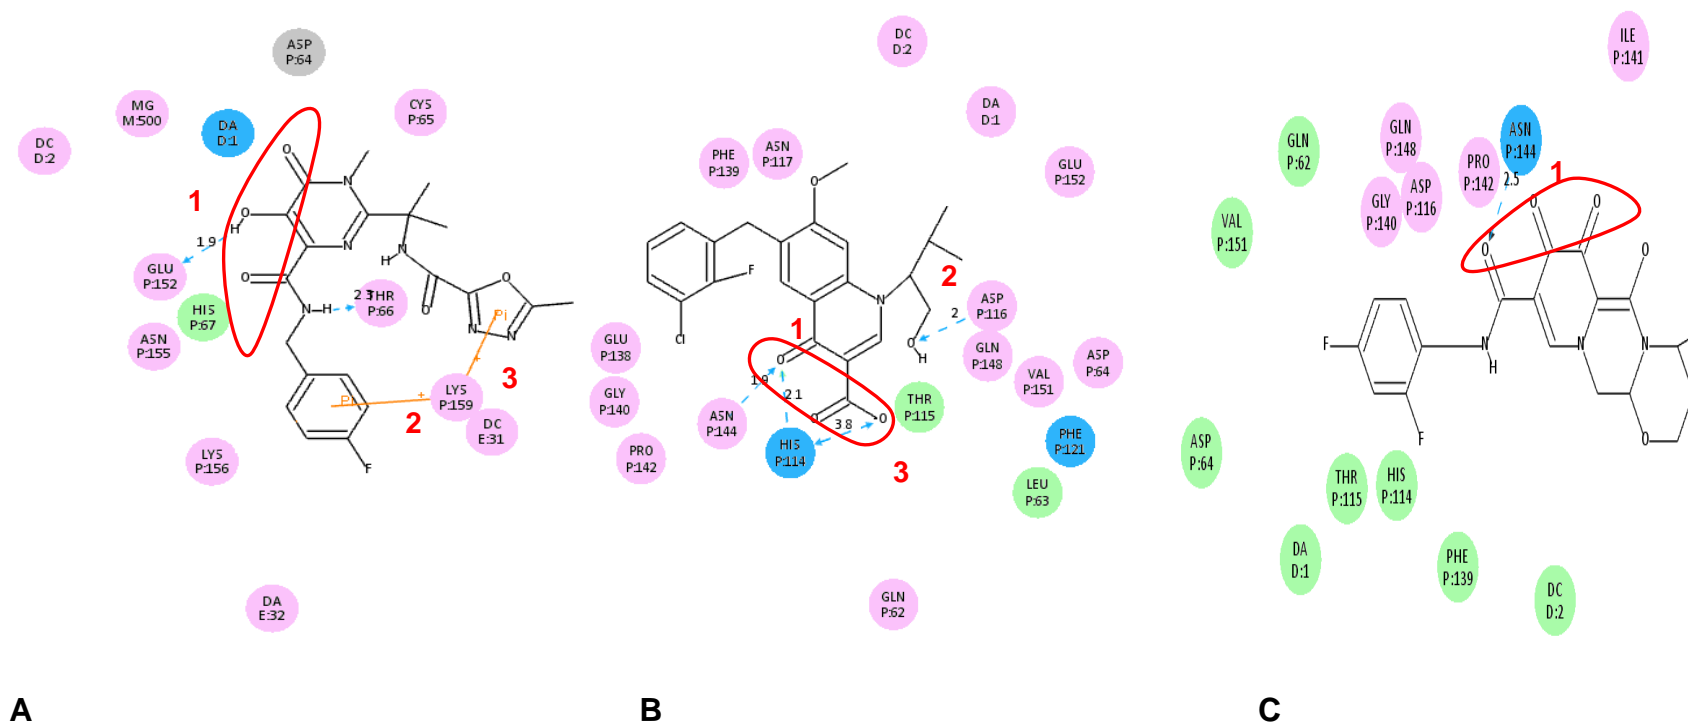 ASP
P:64
MG
M:500
DA
D:1
CYS
P:65
DC
D:2
O
N
1
O
H
N
1 9
N
H
O
O
GLU
P:152
O
2 3
THR
P:66
HIS
P:67
N
H
O
N
N
Pi
ASN
P:155
+
3
LYS
P:159
Pi
+
2
DC
E:31
LYS
P:156
F
DA
E:32
A
DC
D:2
DA
D:1
PHE
P:139
ASN
P:117
GLU
P:152
O
F
2
N
ASP
P:116
2
1
O
H
Cl
GLU
P:138
GLN
P:148
ASP
P:64
O
VAL
P:151
1 9
2 1
GLY
P:140
THR
P:115
ASN
P:144
O
3 8
O
HIS
P:114
PHE
P:121
PRO
P:142
3
LEU
P:63
GLN
P:62
B
ILE
P:141
GLN
P:62
GLN
P:148
ASN
P:144
PRO
P:142
2.5
1
ASP
P:116
GLY
P:140
O
O
VAL
P:151
O
O
F
N
H
N
N
F
O
ASP
P:64
THR
P:115
HIS
P:114
DA
D:1
PHE
P:139
DC
D:2
C